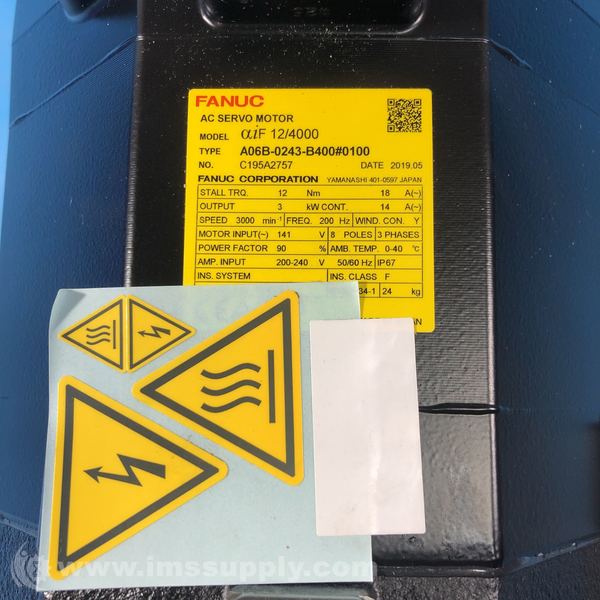 FANUC
AC SERVO MOTOR
MODEL αiF 12/4000
TYPE A06B-0243-B400#0100
NO. C195A2757 DATE 2019.05
FANUC CORPORATION YAMANASHI 401-0597 JAPAN
STALL TRQ. 12 Nm 18 A(~)
OUTPUT 3 kW CONT. 14 A(~)
SPEED 3000 min⁻¹ FREQ. 200 Hz WIND. CON. Y
MOTOR INPUT(~) 141 V 8 POLES 3 PHASES
POWER FACTOR 90 % AMB. TEMP. 0-40 °C
AMP. INPUT 200-240 V 50/60 Hz IP67
INS. SYSTEM INS. CLASS F
34-1 24 kg
AN
www.imssupply.com